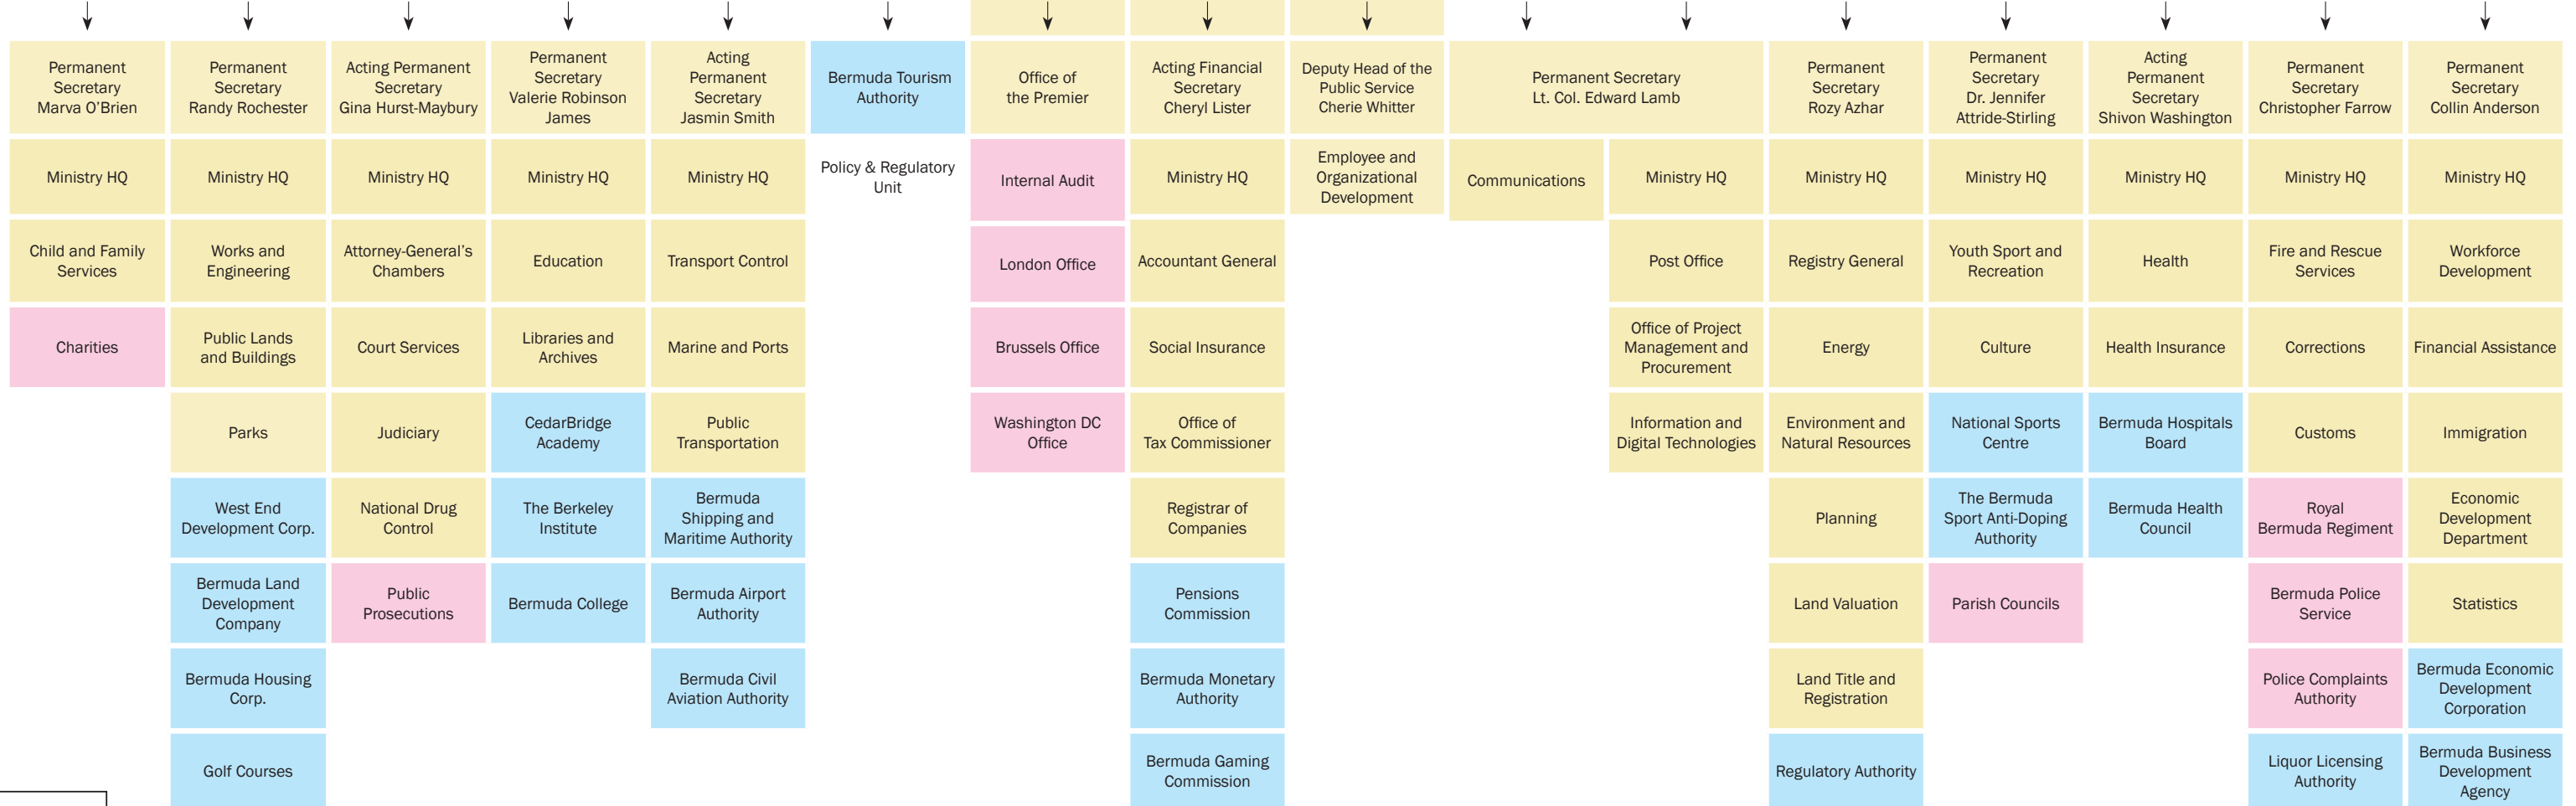 Permanent
Secretary
Marva O'Brien
Ministry HQ
Child and Family
Services
Charities
Permanent
Secretary
Randy Rochester
Ministry HQ
Works and
Engineering
Public Lands
and Buildings
Parks
West End
Development Corp.
Bermuda Land
Development
Company
Bermuda Housing
Corp.
Golf Courses
Acting Permanent
Secretary
Gina Hurst-Maybury
Ministry HQ
Attorney-General's
Chambers
Court Services
Judiciary
National Drug
Control
Public
Prosecutions
Permanent
Secretary
Valerie Robinson
James
Ministry HQ
Education
Libraries and
Archives
CedarBridge
Academy
The Berkeley
Institute
Bermuda College
Acting
Permanent
Secretary
Jasmin Smith
Ministry HQ
Transport Control
Marine and Ports
Public
Transportation
Bermuda
Shipping and
Maritime Authority
Bermuda Airport
Authority
Bermuda Civil
Aviation Authority
Bermuda Tourism
Authority
Policy & Regulatory
Unit
Office of
the Premier
Internal Audit
London Office
Brussels Office
Washington DC
Office
Acting Financial
Secretary
Cheryl Lister
Ministry HQ
Accountant General
Social Insurance
Office of
Tax Commissioner
Registrar of
Companies
Pensions
Commission
Bermuda Monetary
Authority
Bermuda Gaming
Commission
Deputy Head of the
Public Service
Cherie Whitter
Employee and
Organizational
Development
Permanent Secretary
Lt. Col. Edward Lamb
Communications
Ministry HQ
Post Office
Office of Project
Management and
Procurement
Information and
Digital Technologies
Permanent
Secretary
Rozy Azhar
Ministry HQ
Registry General
Energy
Environment and
Natural Resources
Planning
Land Valuation
Land Title and
Registration
Regulatory Authority
Permanent
Secretary
Dr. Jennifer
Attride-Stirling
Ministry HQ
Youth Sport and
Recreation
Culture
National Sports
Centre
The Bermuda
Sport Anti-Doping
Authority
Parish Councils
Acting
Permanent
Secretary
Shivon Washington
Ministry HQ
Health
Health Insurance
Bermuda Hospitals
Board
Bermuda Health
Council
Permanent
Secretary
Christopher Farrow
Ministry HQ
Fire and Rescue
Services
Corrections
Customs
Royal
Bermuda Regiment
Bermuda Police
Service
Police Complaints
Authority
Liquor Licensing
Authority
Permanent
Secretary
Collin Anderson
Ministry HQ
Workforce
Development
Financial Assistance
Immigration
Economic
Development
Department
Statistics
Bermuda Economic
Development
Corporation
Bermuda Business
Development
Agency